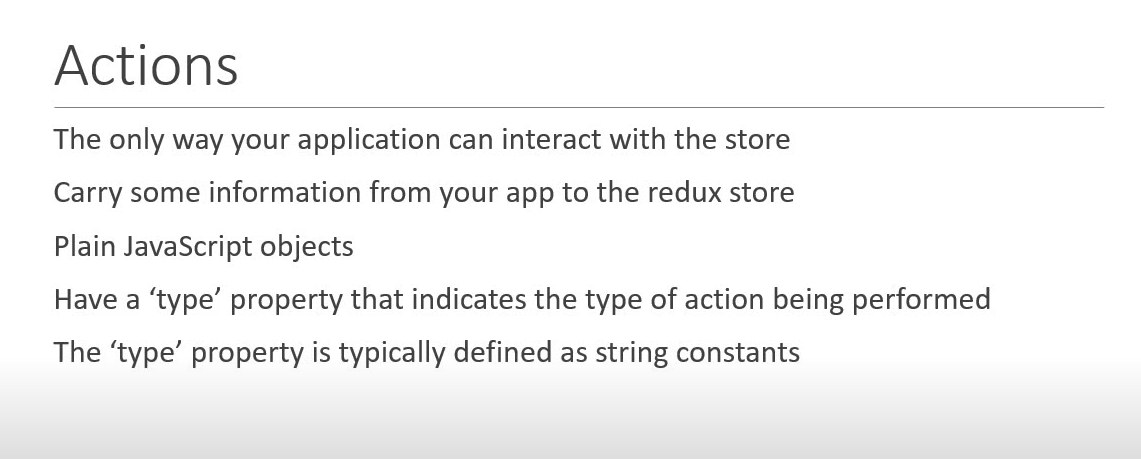 Actions
The only way your application can interact with the store
Carry some information from your app to the redux store
Plain JavaScript objects
Have a ‘type’ property that indicates the type of action being performed
The ‘type’ property is typically defined as string constants